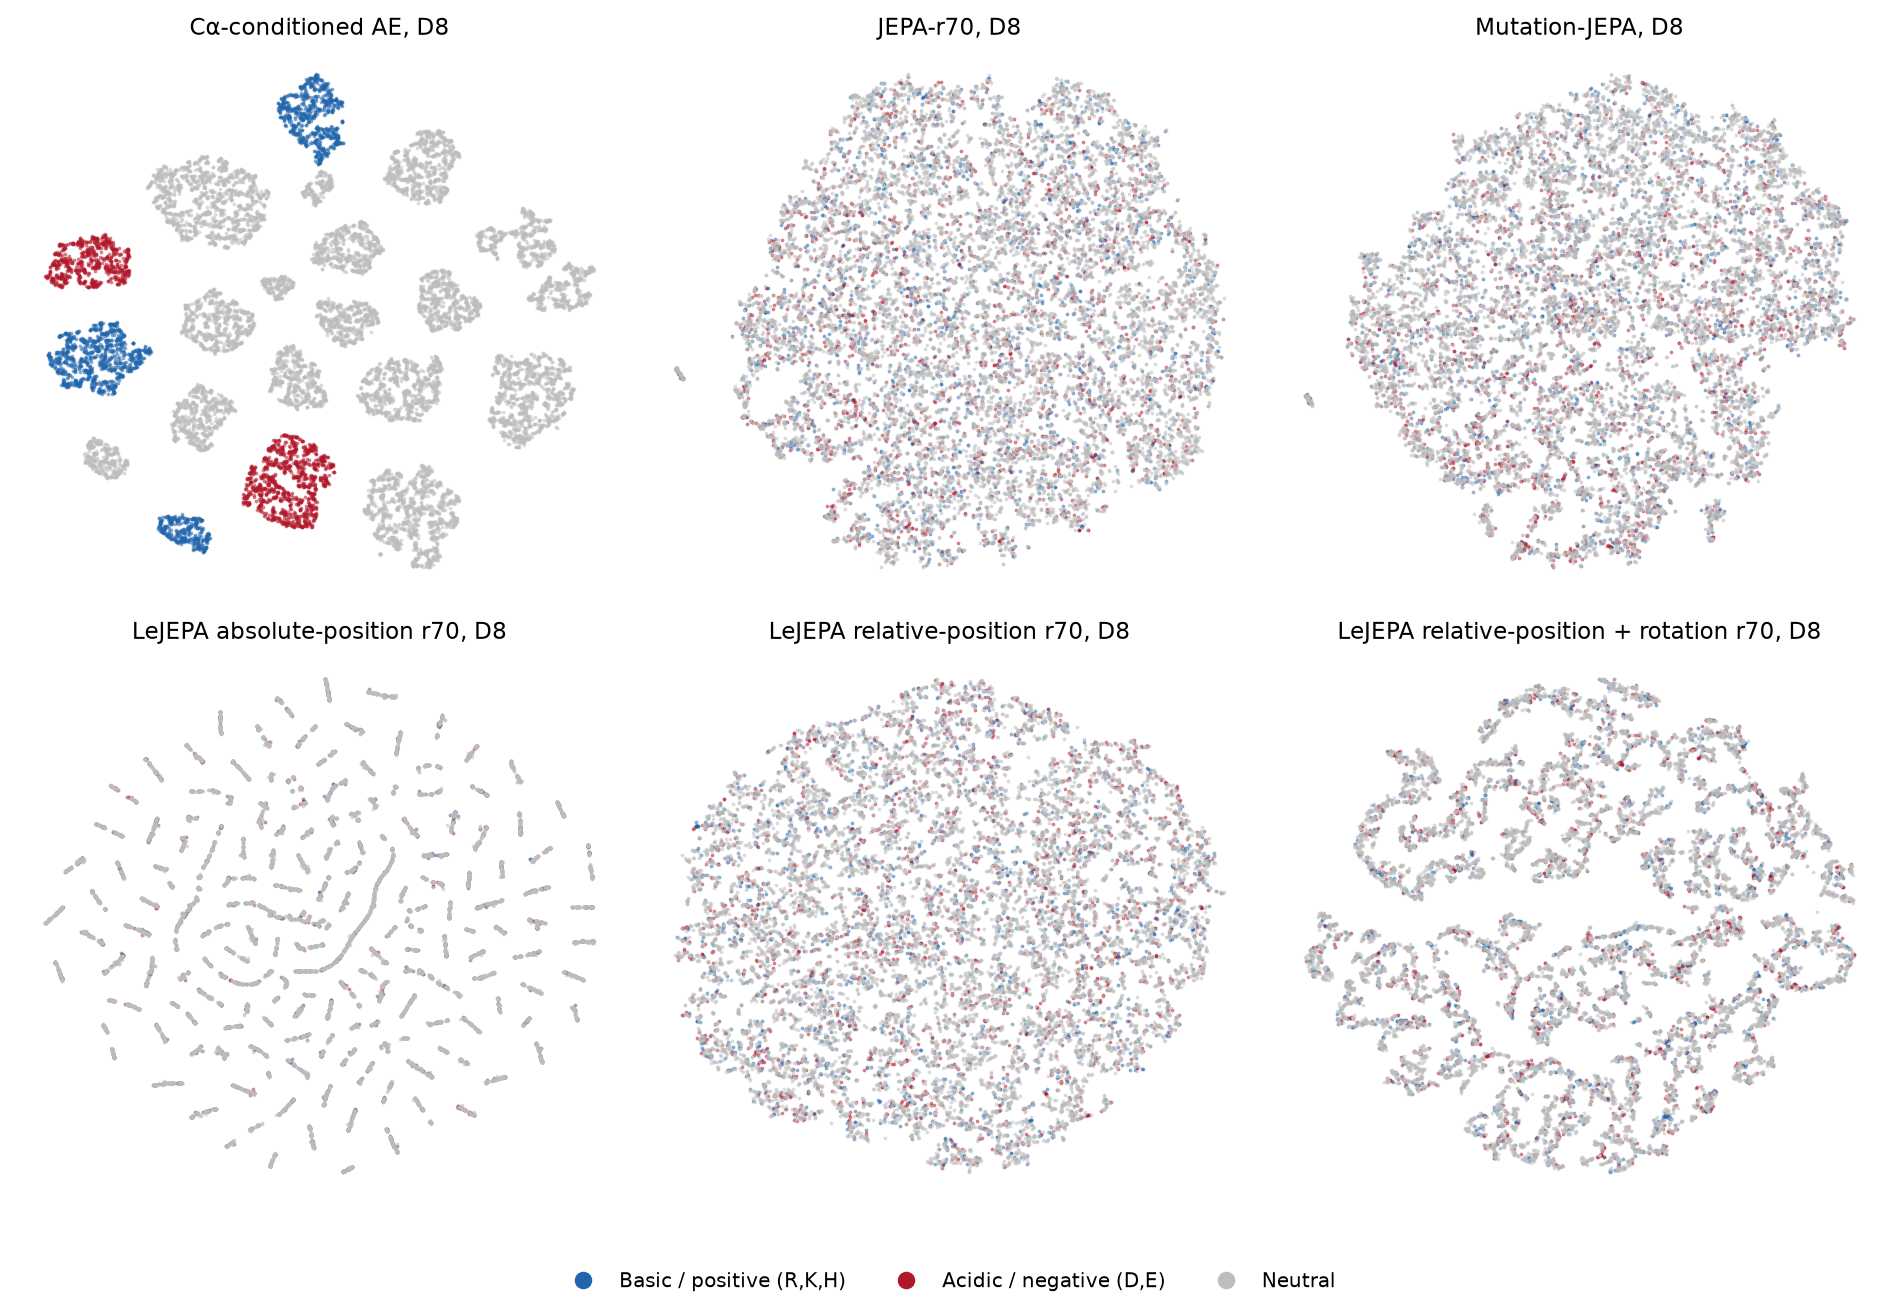 Cα-conditioned AE, D8
JEPA-r70, D8
Mutation-JEPA, D8
LeJEPA absolute-position r70, D8
LeJEPA relative-position r70, D8
LeJEPA relative-position + rotation r70, D8
Basic / positive (R,K,H)
Acidic / negative (D,E)
Neutral